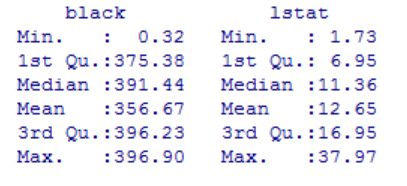 black lstat
Min. : 0.32 Min. : 1.73
1st Qu.:375.38 1st Qu.: 6.95
Median :391.44 Median :11.36
Mean :356.67 Mean :12.65
3rd Qu.:396.23 3rd Qu.:16.95
Max. :396.90 Max. :37.97